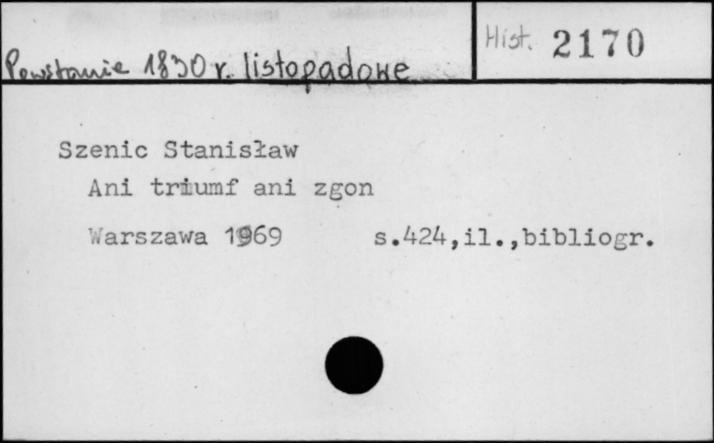 Powstanie 1830 r. listopadowe
Hist. 2170
Szenic Stanisław
Ani triumf ani zgon
Warszawa 1969 s.424,il.,bibliogr.